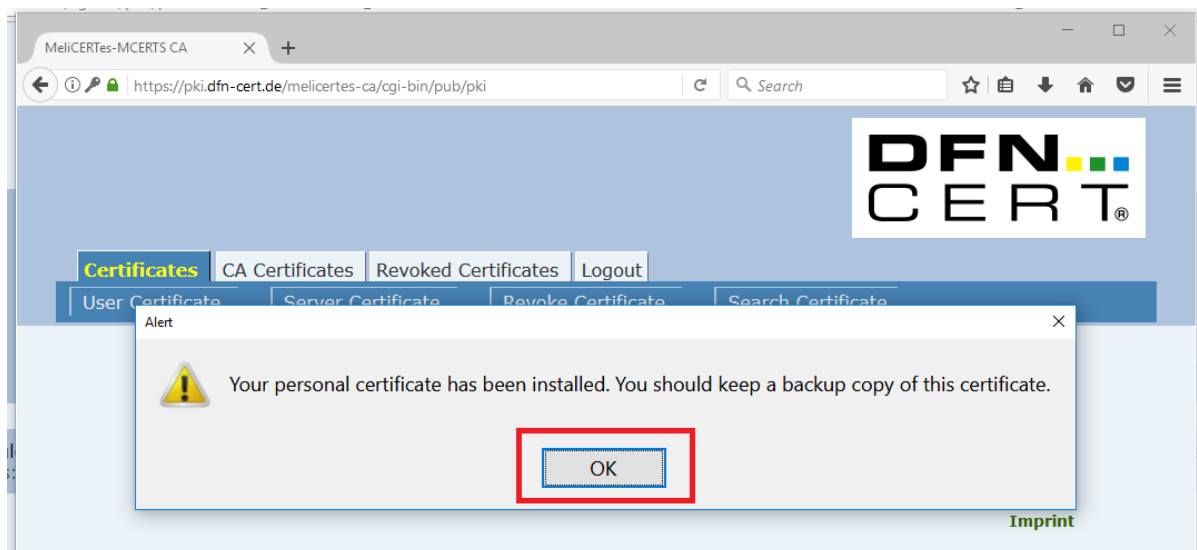 MeliCERTes-MCERTS CA
https://pki.dfn-cert.de/melicertes-ca/cgi-bin/pub/pki
Search
DFN
CERT®
Certificates CA Certificates Revoked Certificates Logout
User Certificate Server Certificate Revoke Certificate Search Certificate
Alert
Your personal certificate has been installed. You should keep a backup copy of this certificate.
OK
Imprint